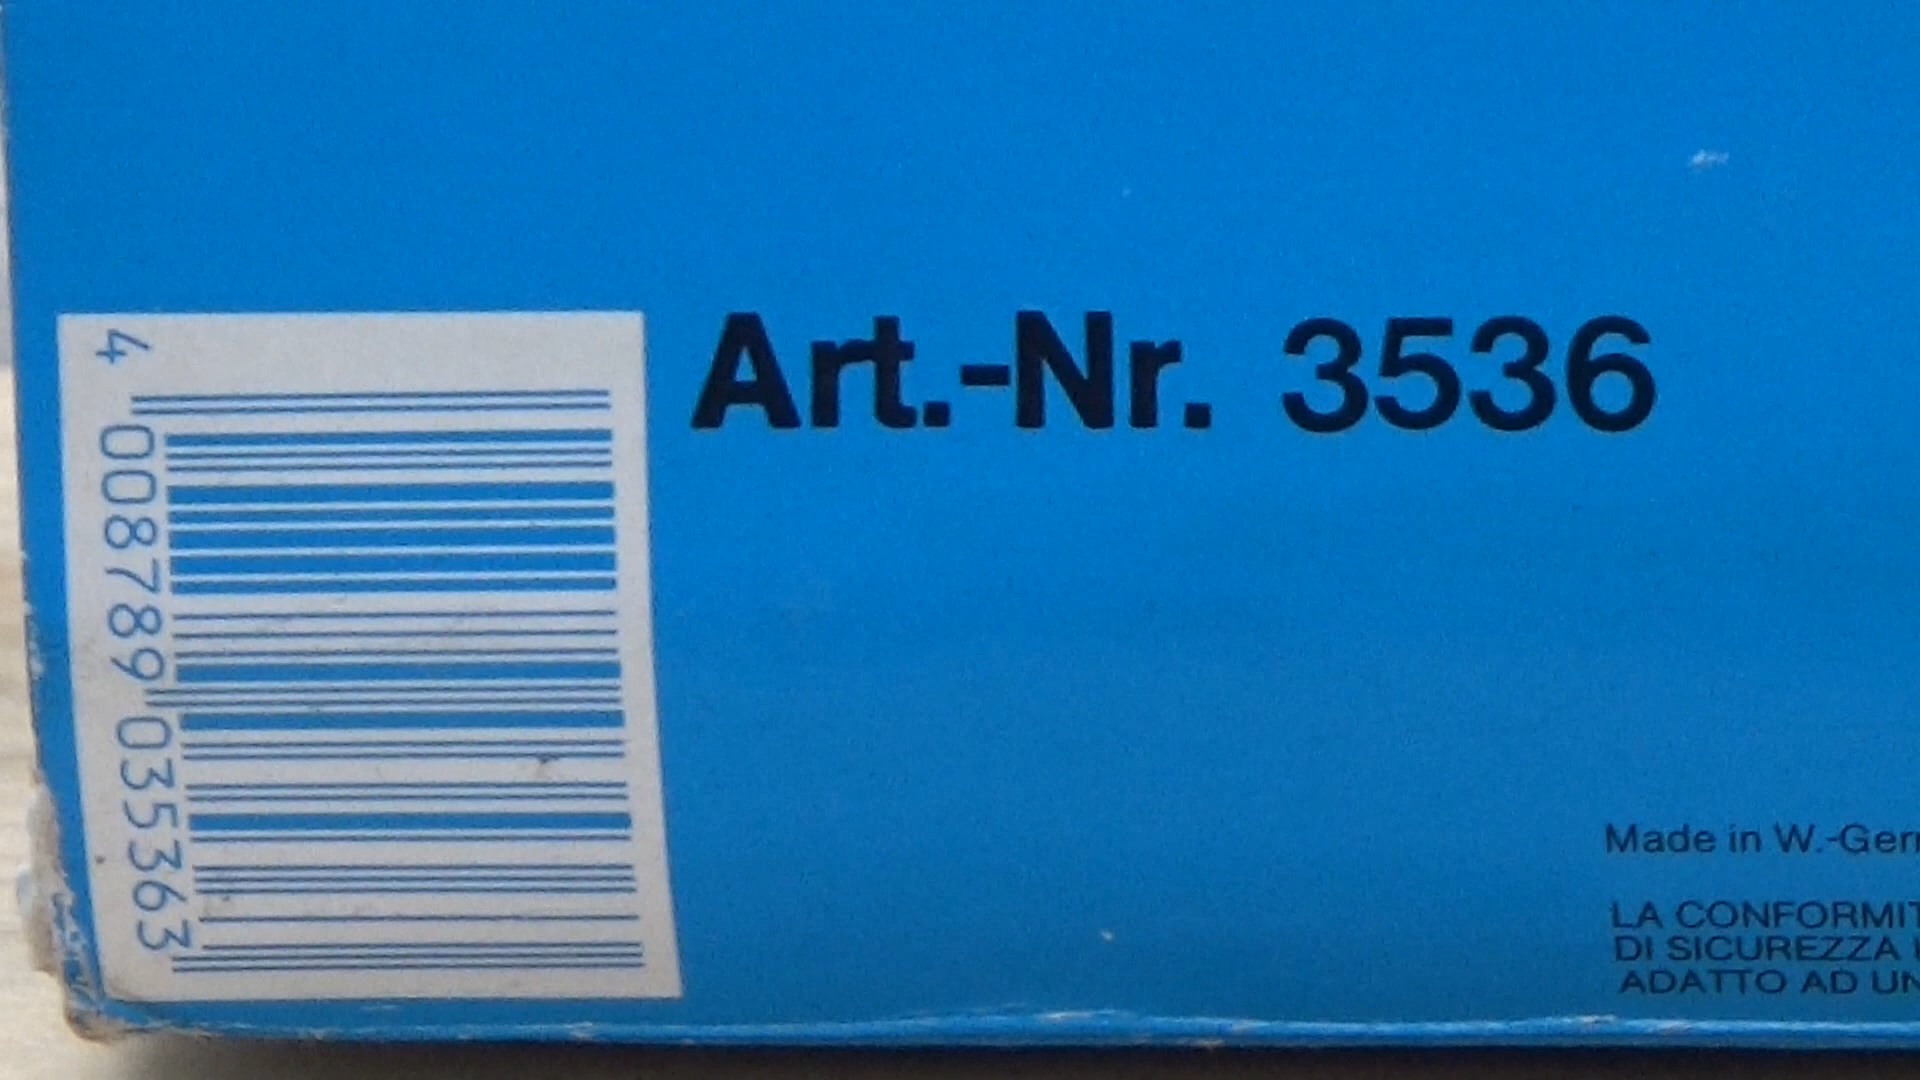 4 008789 035363
Art.-Nr. 3536
Made in W.-Ger
LA CONFORMIT
DI SICUREZZA
ADATTO AD UN